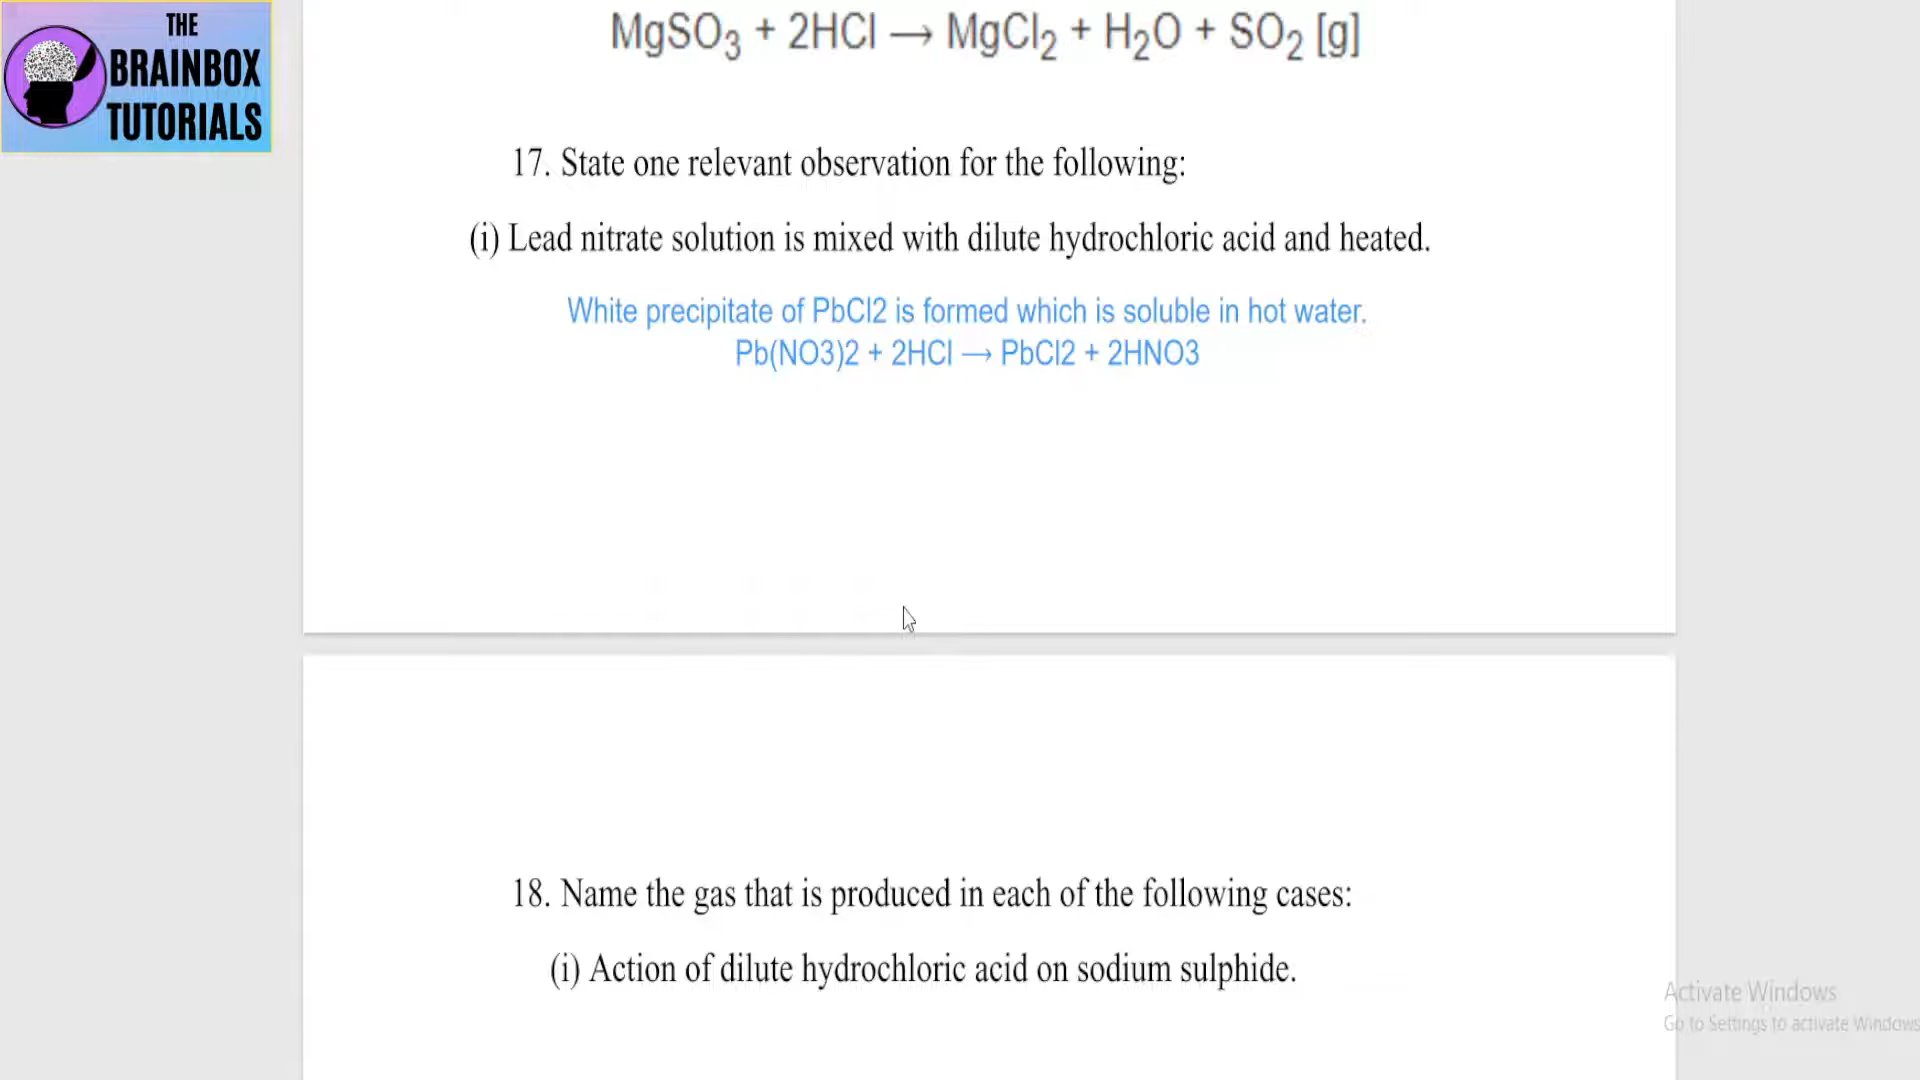 THE
BRAINBOX
TUTORIALS
MgSO₃ + 2HCl → MgCl₂ + H₂O + SO₂ [g]
17. State one relevant observation for the following:
(i) Lead nitrate solution is mixed with dilute hydrochloric acid and heated.
White precipitate of PbCl2 is formed which is soluble in hot water.
Pb(NO3)2 + 2HCl → PbCl2 + 2HNO3
18. Name the gas that is produced in each of the following cases:
(i) Action of dilute hydrochloric acid on sodium sulphide.
Activate Windows
Go to Settings to activate Windows